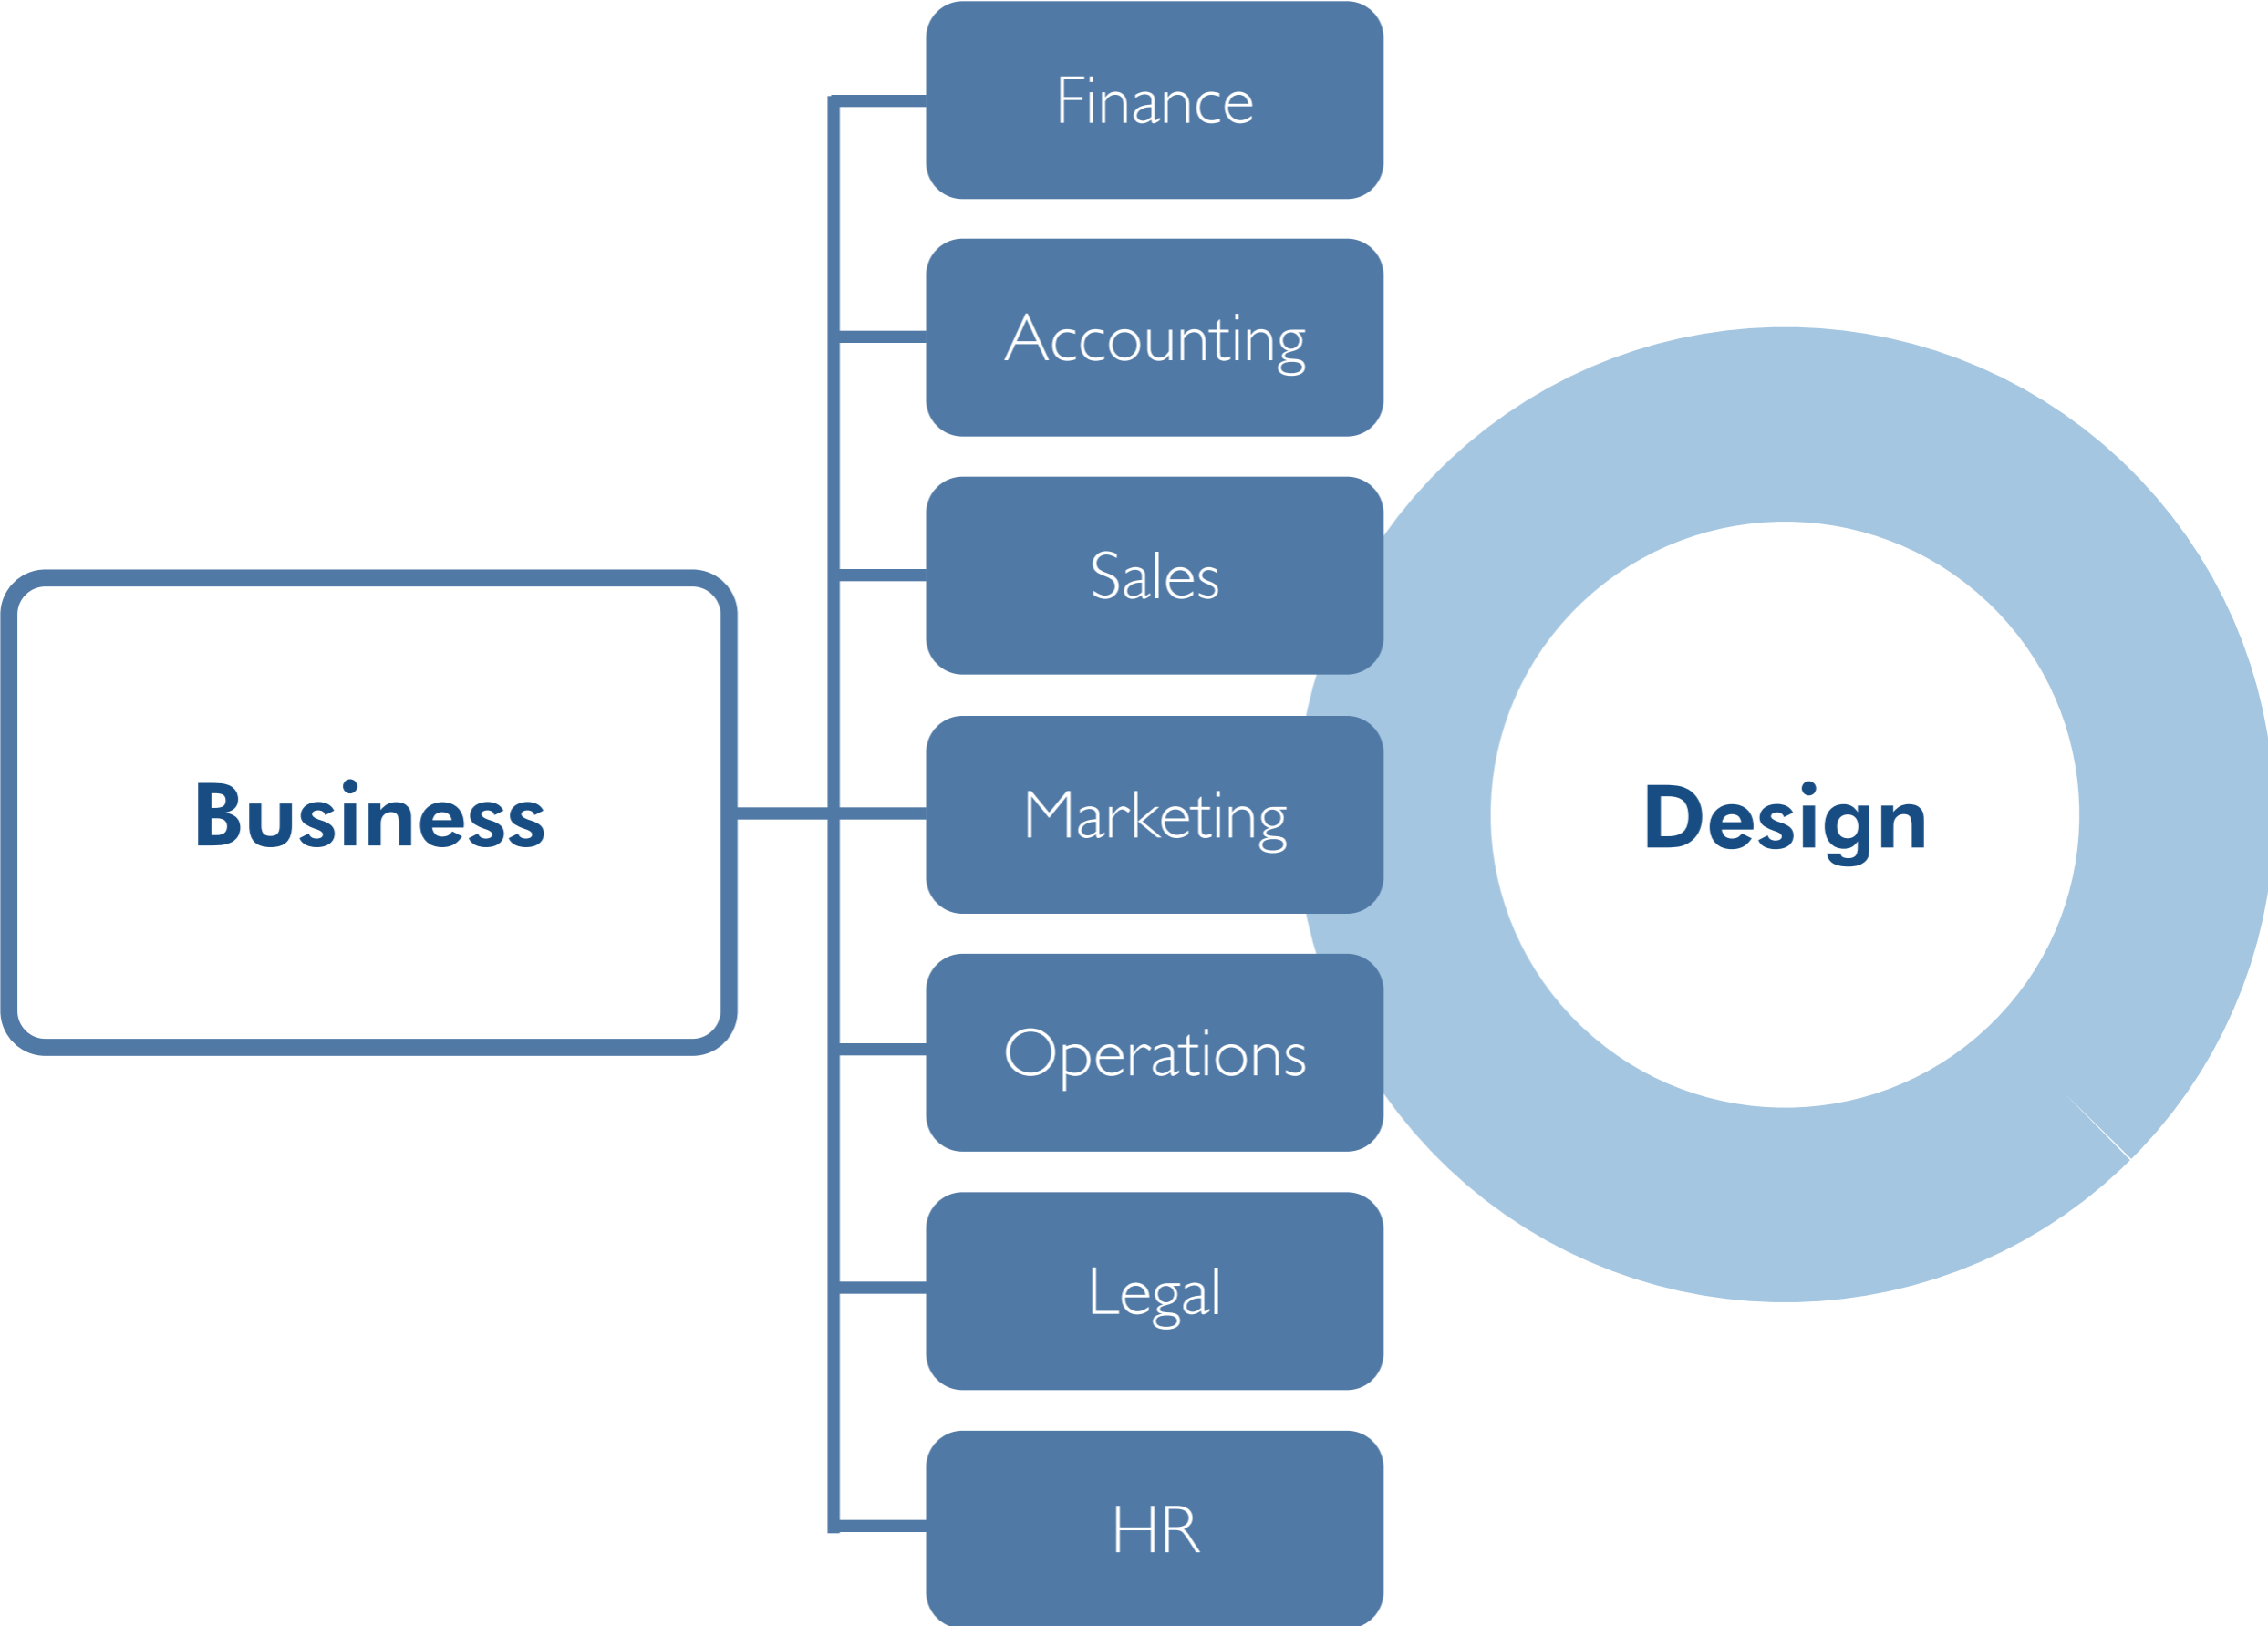 Finance
Accounting
Sales
Business
Marketing
Design
Operations
Legal
HR